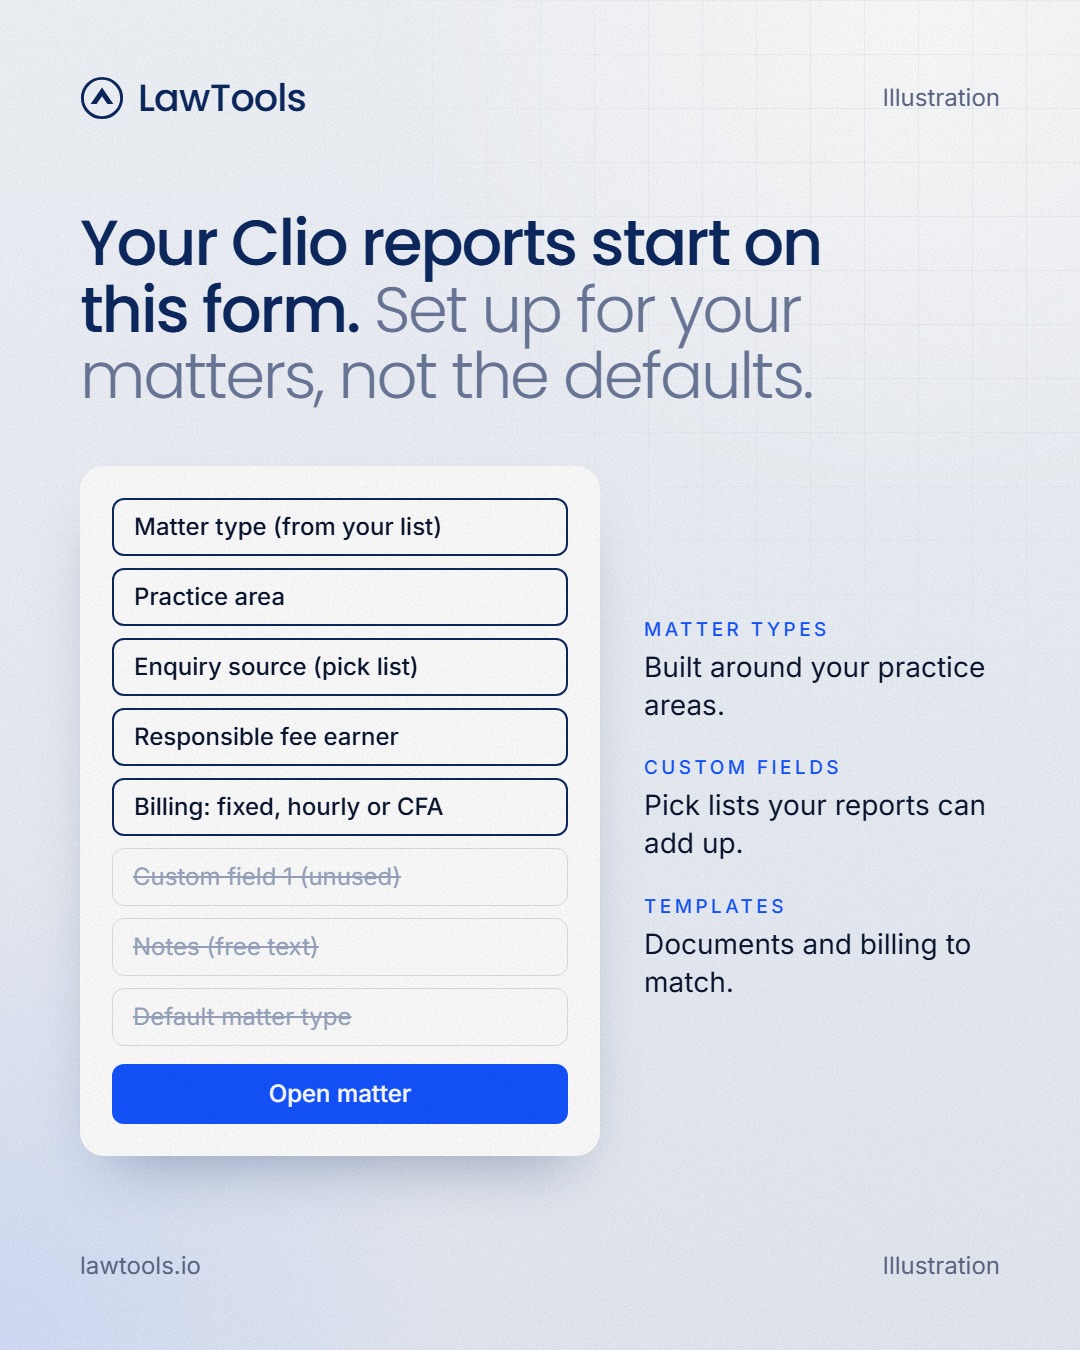 LawTools
Illustration
Your Clio reports start on
this form. Set up for your
matters, not the defaults.
Matter type (from your list)
Practice area
Enquiry source (pick list)
Responsible fee earner
Billing: fixed, hourly or CFA
Custom field 1 (unused)
Notes (free text)
Default matter type
Open matter
MATTER TYPES
Built around your practice
areas.
CUSTOM FIELDS
Pick lists your reports can
add up.
TEMPLATES
Documents and billing to
match.
lawtools.io
Illustration